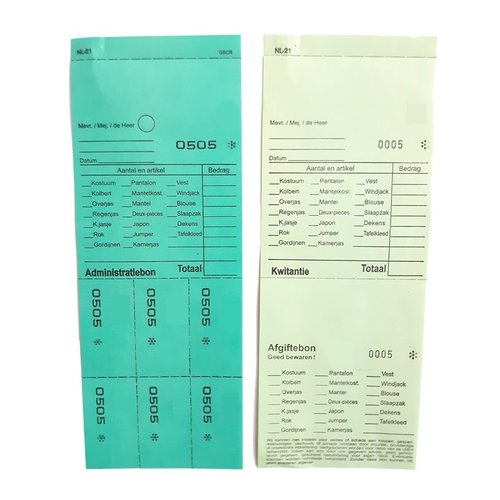 NL-21 GSCR
Mevr. / Mej. / de Heer
0505 *
Datum
Aantal en artikel Bedrag
Kostuum Pantalon Vest
Kolbert Mantelkost. Windjack
Overjas Mantel Blouse
Regenjas Deux-pièces Slaapzak
K.jasje Japon Dekens
Rok Jumper Tafelkleed
Gordijnen Kamerjas
Administratiebon Totaal
0505 * 0505 * 0505 *
0505 * 0505 * 0505 *
NL-21
Mevr. / Mej. / de Heer
0005 *
Datum
Aantal en artikel Bedrag
Kostuum Pantalon Vest
Kolbert Mantelkost. Windjack
Overjas Mantel Blouse
Regenjas Deux-pièces Slaapzak
K.jasje Japon Dekens
Rok Jumper Tafelkleed
Gordijnen Kamerjas
Kwitantie Totaal
Afgiftebon
Goed bewaren! 0005 *
Kostuum Pantalon Vest
Kolbert Mantelkost. Windjack
Overjas Mantel Blouse
Regenjas Deux-pièces Slaapzak
K.jasje Japon Dekens
Rok Jumper Tafelkleed
Gordijnen Kamerjas